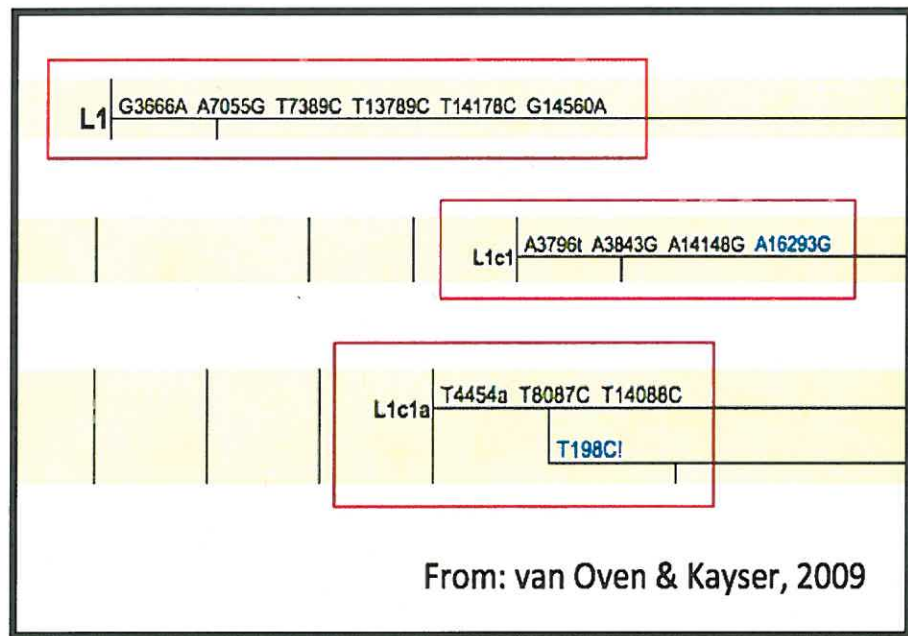 L1 G3666A A7055G T7389C T13789C T14178C G14560A
L1c1 A3796t A3843G A14148G A16293G
L1c1a T4454a T8087C T14088C
T198C!
From: van Oven & Kayser, 2009